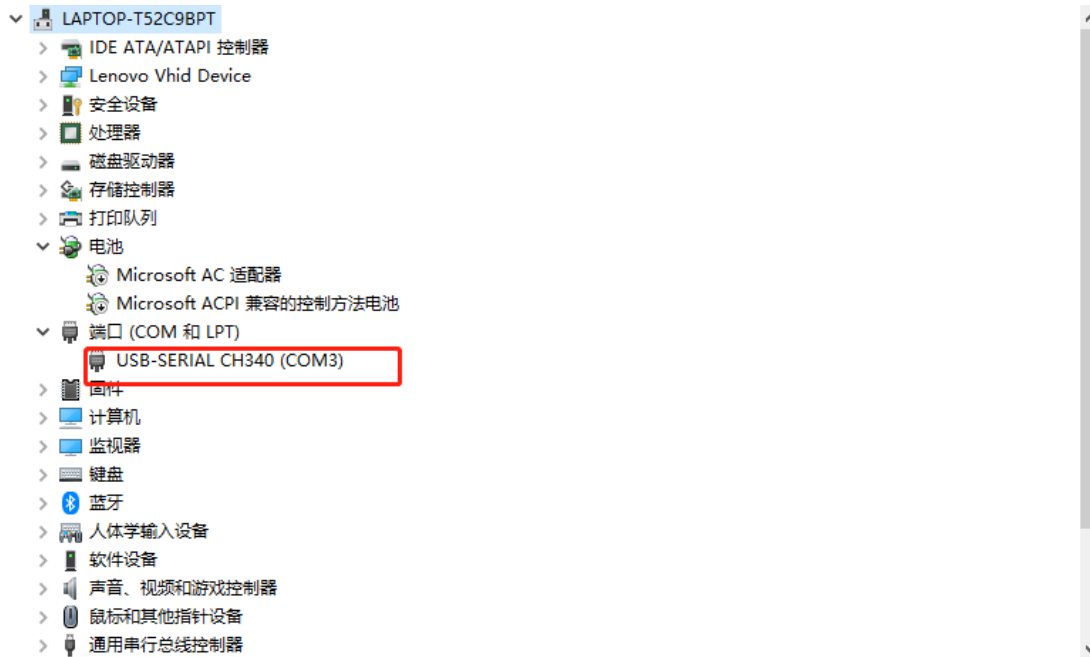 LAPTOP-T52C9BPT
IDE ATA/ATAPI 控制器
Lenovo Vhid Device
安全设备
处理器
磁盘驱动器
存储控制器
打印队列
电池
Microsoft AC 适配器
Microsoft ACPI 兼容的控制方法电池
端口 (COM 和 LPT)
USB-SERIAL CH340 (COM3)
固件
计算机
监视器
键盘
蓝牙
人体学输入设备
软件设备
声音、视频和游戏控制器
鼠标和其他指针设备
通用串行总线控制器